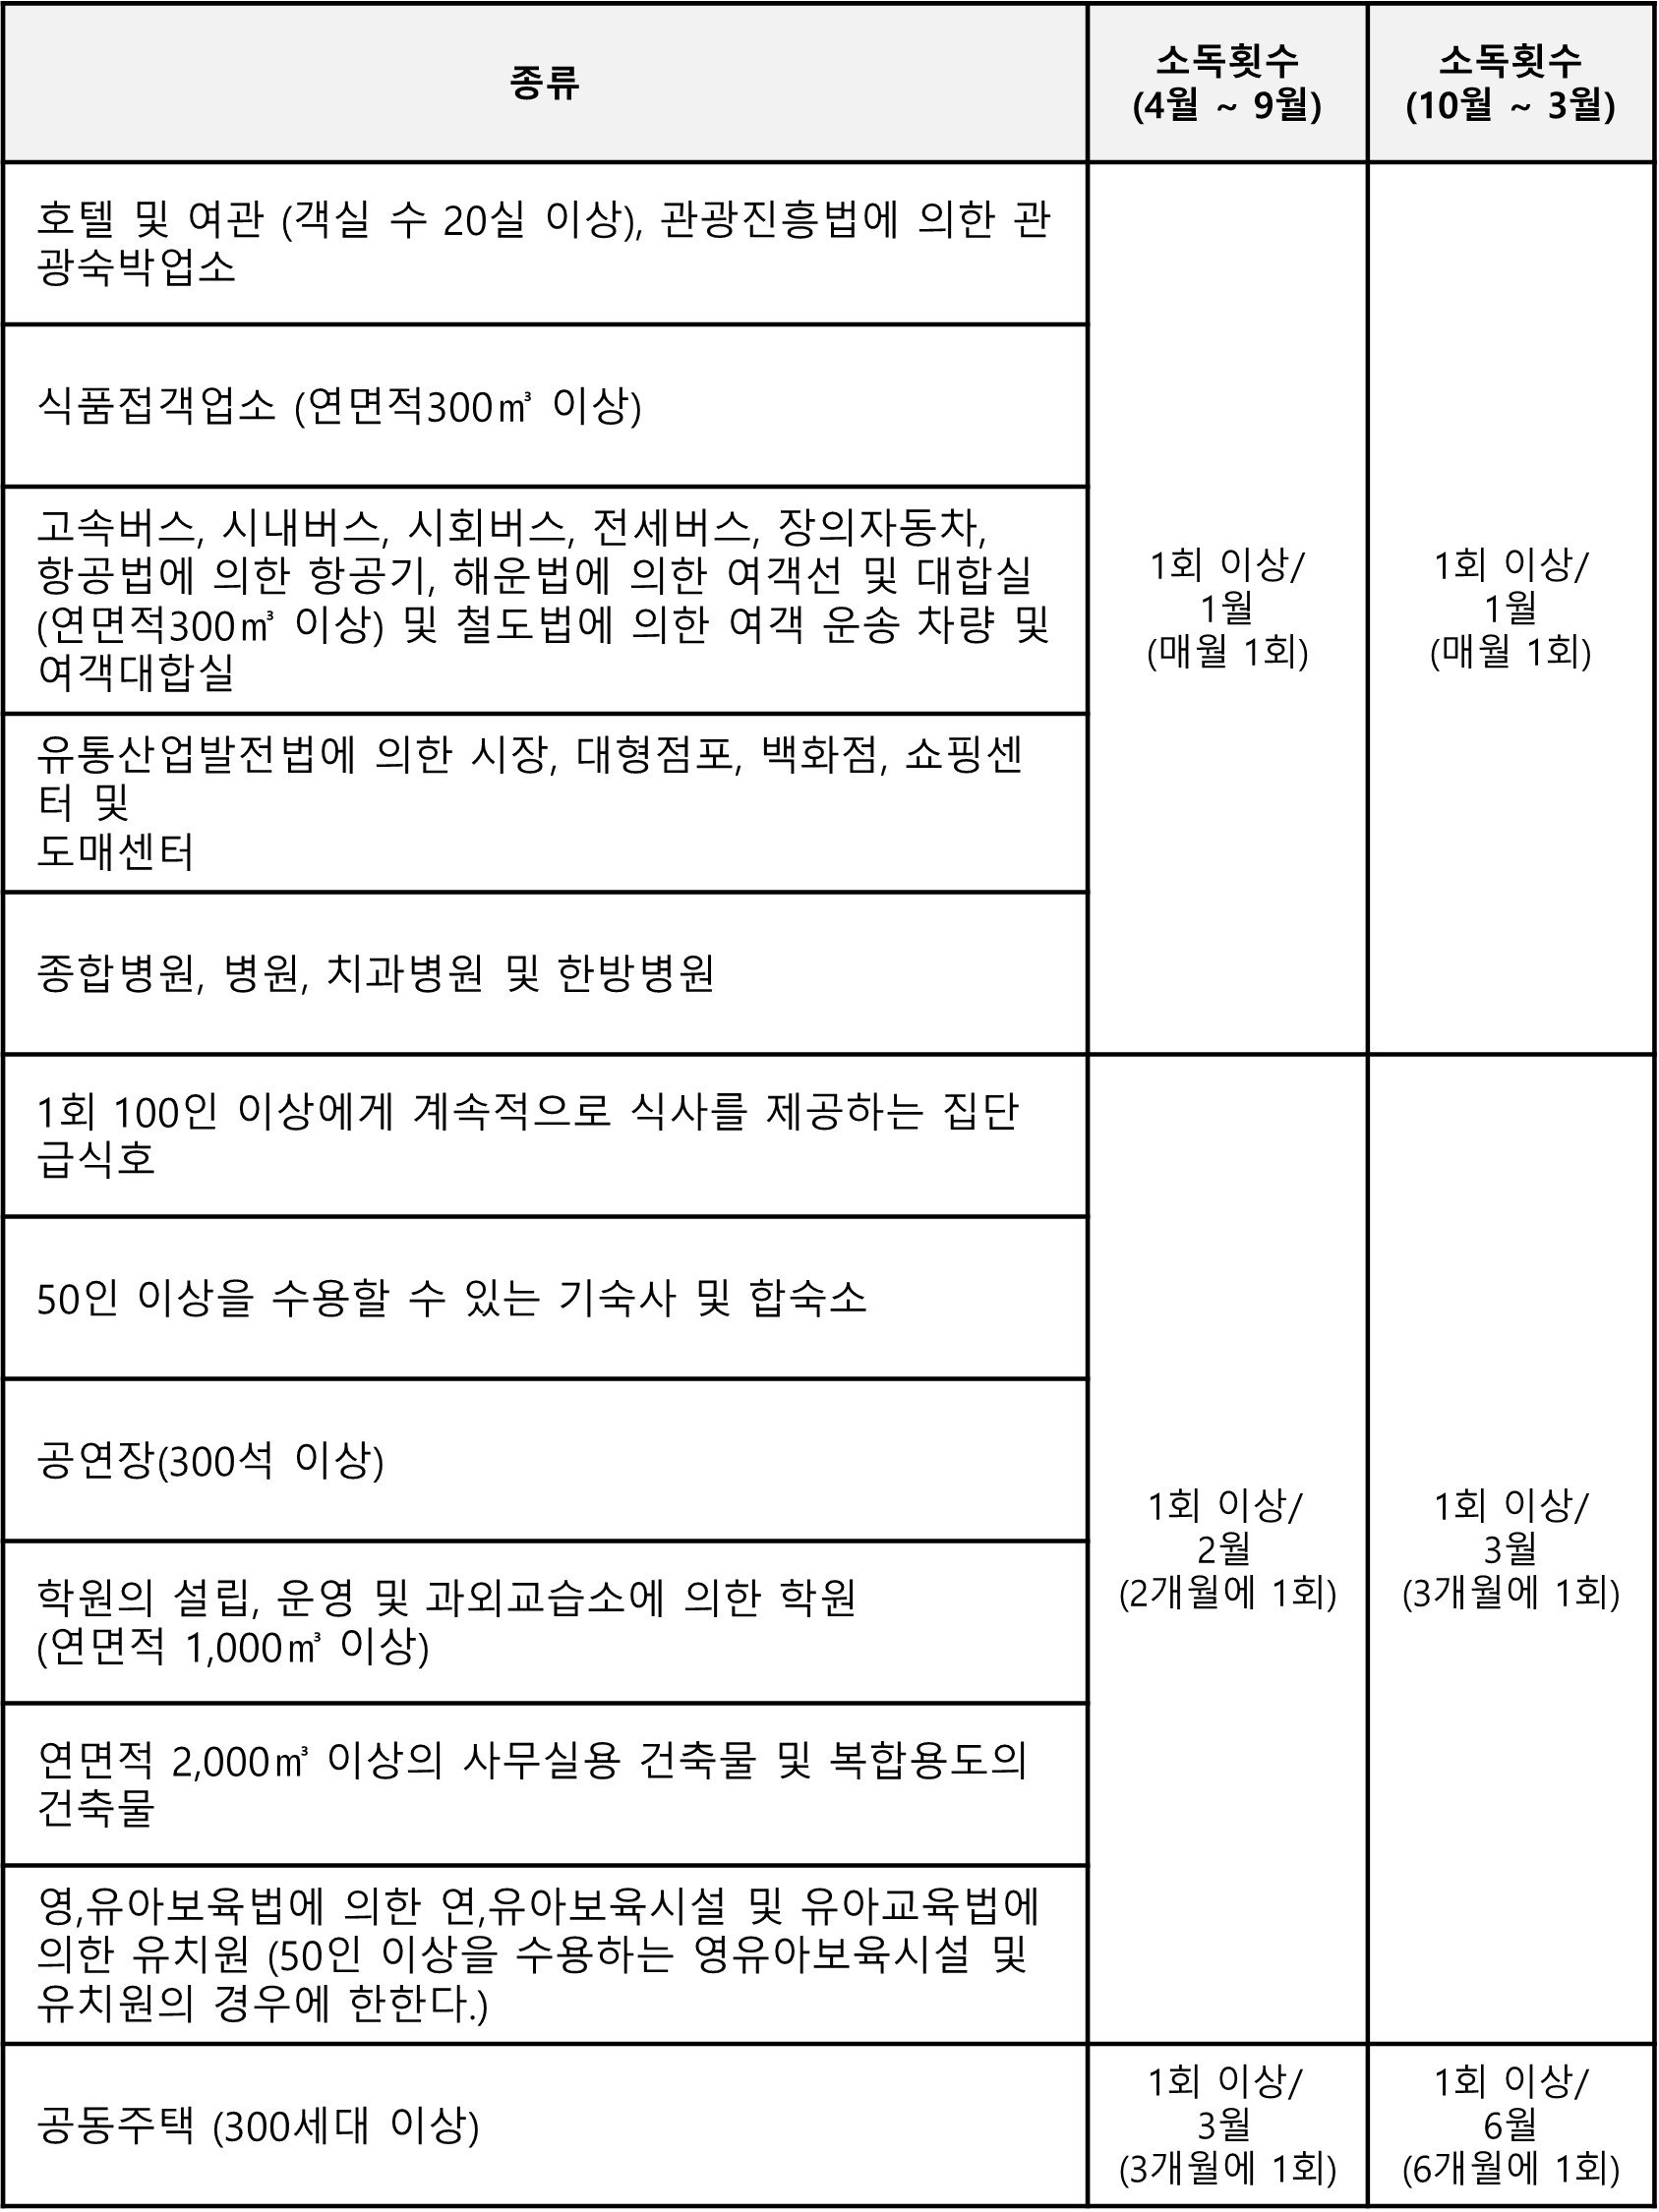 종류
소독횟수
(4월 ~ 9월)
소독횟수
(10월 ~ 3월)
호텔 및 여관 (객실 수 20실 이상), 관광진흥법에 의한 관
광숙박업소
식품접객업소 (연면적300㎥ 이상)
고속버스, 시내버스, 시회버스, 전세버스, 장의자동차,
항공법에 의한 항공기, 해운법에 의한 여객선 및 대합실
(연면적300㎥ 이상) 및 철도법에 의한 여객 운송 차량 및
여객대합실
유통산업발전법에 의한 시장, 대형점포, 백화점, 쇼핑센
터 및
도매센터
종합병원, 병원, 치과병원 및 한방병원
1회 이상/
1월
(매월 1회)
1회 이상/
1월
(매월 1회)
1회 100인 이상에게 계속적으로 식사를 제공하는 집단
급식호
50인 이상을 수용할 수 있는 기숙사 및 합숙소
공연장(300석 이상)
학원의 설립, 운영 및 과외교습소에 의한 학원
(연면적 1,000㎥ 이상)
연면적 2,000㎥ 이상의 사무실용 건축물 및 복합용도의
건축물
영,유아보육법에 의한 연,유아보육시설 및 유아교육법에
의한 유치원 (50인 이상을 수용하는 영유아보육시설 및
유치원의 경우에 한한다.)
1회 이상/
2월
(2개월에 1회)
1회 이상/
3월
(3개월에 1회)
공동주택 (300세대 이상)
1회 이상/
3월
(3개월에 1회)
1회 이상/
6월
(6개월에 1회)